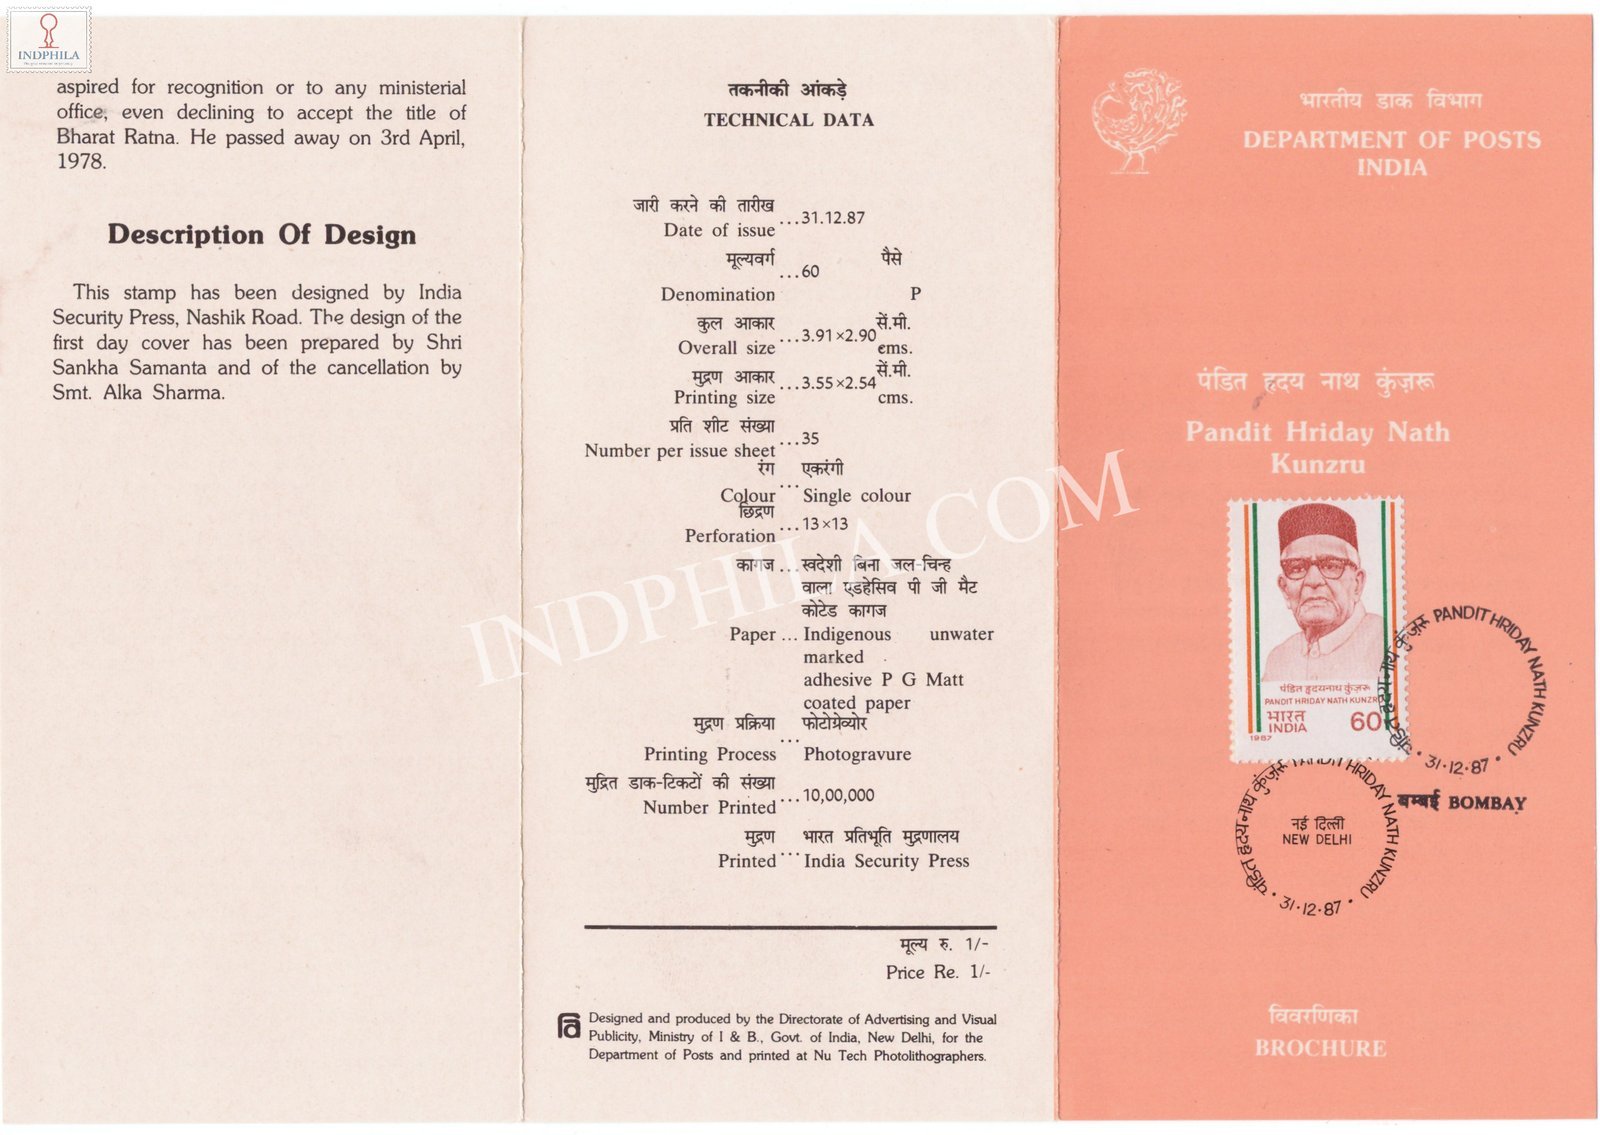 INDPHILA
aspired for recognition or to any ministerial
office, even declining to accept the title of
Bharat Ratna. He passed away on 3rd April,
1978.
Description Of Design
This stamp has been designed by India
Security Press, Nashik Road. The design of the
first day cover has been prepared by Shri
Sankha Samanta and of the cancellation by
Smt. Alka Sharma.
तकनीकी आंकड़े
TECHNICAL DATA
जारी करने की तारीख
Date of issue ...31.12.87
मूल्यवर्ग पैसे
...60
Denomination P
कुल आकार सें.मी.
...3.91×2.90
Overall size cms.
मुद्रण आकार सें.मी.
...3.55×2.54
Printing size cms.
प्रति शीट संख्या
...35
Number per issue sheet
रंग एकरंगी
...
Colour Single colour
छिद्रण
...13×13
Perforation
कागज ... स्वदेशी बिना जल-चिन्ह
वाला एडहेसिव पी जी मैट
कोटेड कागज
Paper ... Indigenous unwater
marked
adhesive P G Matt
coated paper
मुद्रण प्रक्रिया फोटोग्रेव्योर
...
Printing Process Photogravure
मुद्रित डाक-टिकटों की संख्या
...10,00,000
Number Printed
मुद्रण भारत प्रतिभूति मुद्रणालय
Printed ... India Security Press
मूल्य रु. 1/-
Price Re. 1/-
Designed and produced by the Directorate of Advertising and Visual
Publicity, Ministry of I & B., Govt. of India, New Delhi, for the
Department of Posts and printed at Nu Tech Photolithographers.
भारतीय डाक विभाग
DEPARTMENT OF POSTS
INDIA
पंडित हृदय नाथ कुंज़रू
Pandit Hriday Nath
Kunzru
पंडित हृदयनाथ कुंज़रू
PANDIT HRIDAY NATH KUNZRU
भारत
INDIA 60
1987
पंडित हृदयनाथ कुंज़रू PANDIT HRIDAY NATH KUNZRU
31.12.87
बम्बई BOMBAY
पंडित हृदयनाथ कुंज़रू PANDIT HRIDAY NATH KUNZRU
नई दिल्ली
NEW DELHI
31.12.87
विवरणिका
BROCHURE
INDPHILA.COM